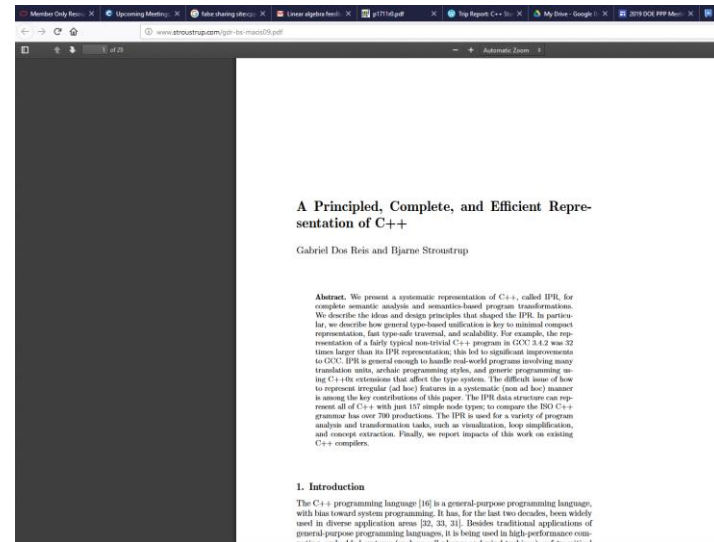 Member Only Reso
Upcoming Meeting
false sharing site:
Linear algebra feedb
p1711r0.pdf
Trip Report: C++ St
My Drive - Google D
2019 DOE PPP Meet
www.stroustrup.com/gdr-bs-macis09.pdf
1 of 23
Automatic Zoom
A Principled, Complete, and Efficient Repre-
sentation of C++
Gabriel Dos Reis and Bjarne Stroustrup
Abstract. We present a systematic representation of C++, called IPR, for
complete semantic analysis and semantics-based program transformations.
We describe the ideas and design principles that shaped the IPR. In particu-
lar, we describe how general type-based unification is key to minimal compact
representation, fast type-safe traversal, and scalability. For example, the rep-
resentation of a fairly typical non-trivial C++ program in GCC 3.4.2 was 32
times larger than its IPR representation; this led to significant improvements
to GCC. IPR is general enough to handle real-world programs involving many
translation units, archaic programming styles, and generic programming us-
ing C++0x extensions that affect the type system. The difficult issue of how
to represent irregular (ad hoc) features in a systematic (non ad hoc) manner
is among the key contributions of this paper. The IPR data structure can rep-
resent all of C++ with just 157 simple node types; to compare the ISO C++
grammar has over 700 productions. The IPR is used for a variety of program
analysis and transformation tasks, such as visualization, loop simplification,
and concept extraction. Finally, we report impacts of this work on existing
C++ compilers.
1. Introduction
The C++ programming language [16] is a general-purpose programming language,
with bias toward system programming. It has, for the last two decades, been widely
used in diverse application areas [32, 33, 31]. Besides traditional applications of
general-purpose programming languages, it is being used in high-performance com-